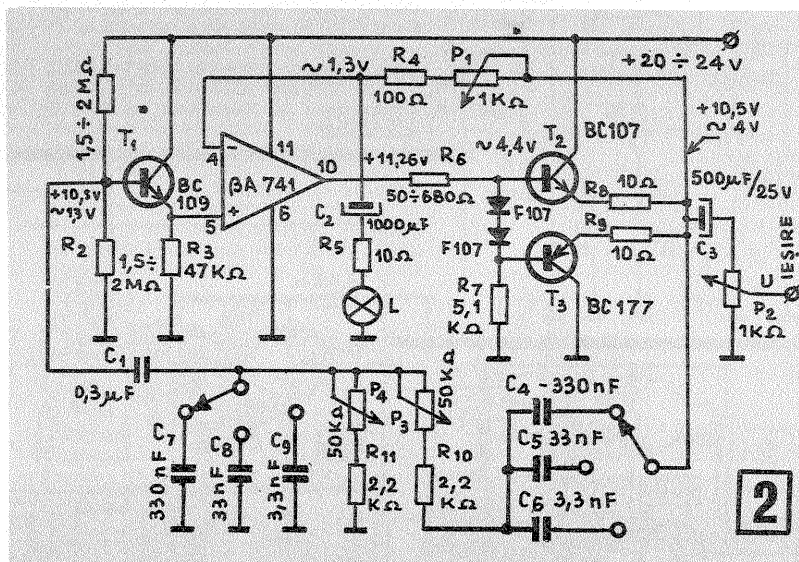 +20 ÷ 24V
~1,3V
R4
100Ω
P1
1KΩ
1,5÷2MΩ
T1
BC
109
4
−
11
βA 741
10
5
+
6
+11,26V
R6
50÷680Ω
~4,4V
T2
BC107
+10,5V
~4V
500μF/
25V
R8
10Ω
C3
+10,3V
~1,3V
R2
1,5÷
2MΩ
R3
47KΩ
C2
1000μF
R5
10Ω
L
F107
F107
R9
10Ω
R7
5,1
KΩ
T3
BC177
U
IESIRE
P2
1KΩ
C1
0,3μF
C7
330nF
C8
33nF
C9
3,3nF
P4
50KΩ
R11
2,2
KΩ
P3
50KΩ
R10
2,2
KΩ
C4-330nF
C5 33nF
C6 3,3nF
2